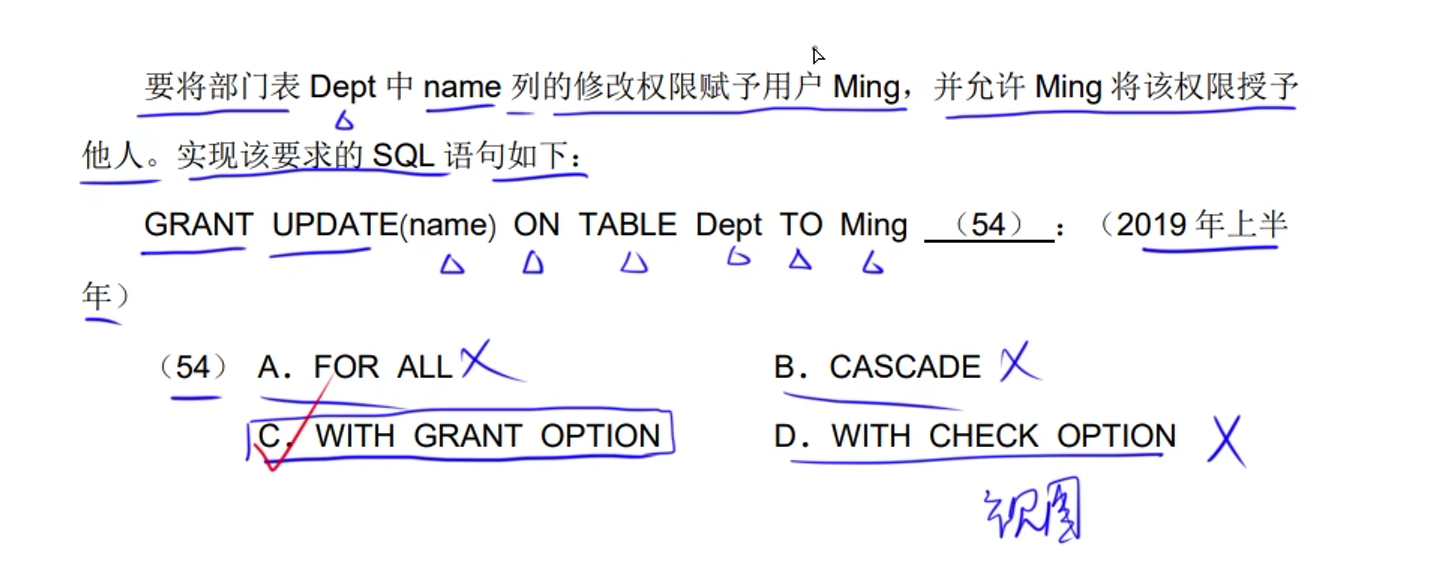 要将部门表 Dept 中 name 列的修改权限赋予用户 Ming，并允许 Ming 将该权限授予
他人。实现该要求的 SQL 语句如下：
GRANT UPDATE(name) ON TABLE Dept TO Ming （54）：（2019 年上半
年）
（54） A．FOR ALL B．CASCADE
C．WITH GRANT OPTION D．WITH CHECK OPTION
视图